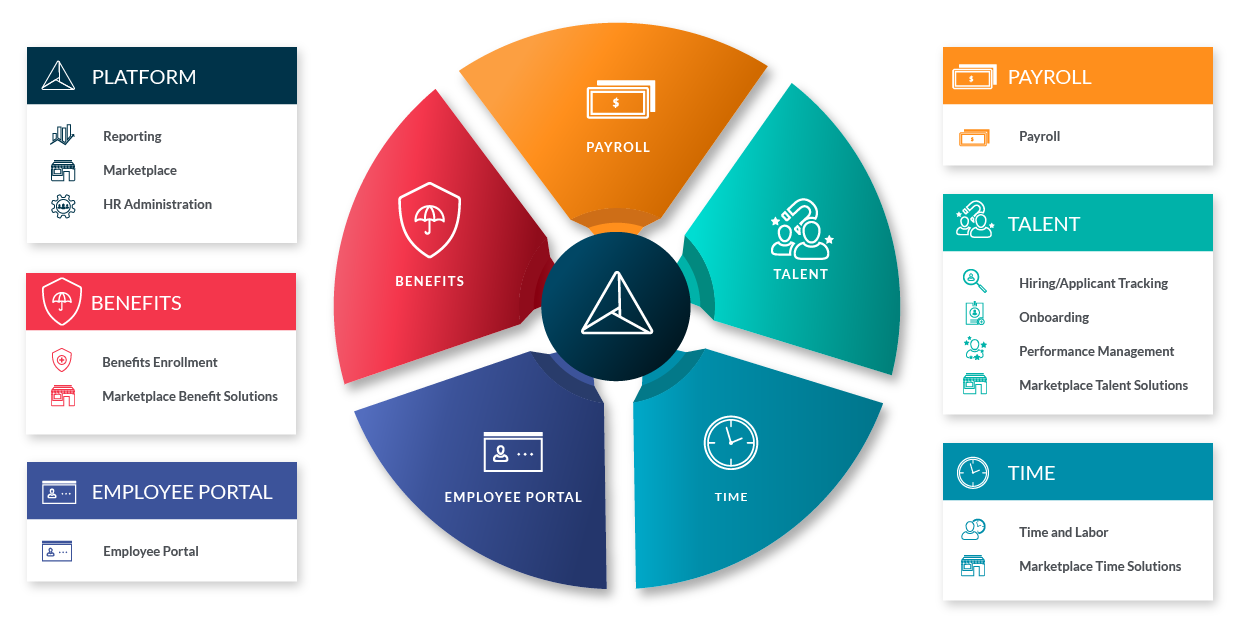 PLATFORM
Reporting
Marketplace
HR Administration
BENEFITS
Benefits Enrollment
Marketplace Benefit Solutions
EMPLOYEE PORTAL
Employee Portal
$
PAYROLL
BENEFITS
TALENT
EMPLOYEE PORTAL
TIME
$
PAYROLL
$
Payroll
TALENT
Hiring/Applicant Tracking
Onboarding
Performance Management
Marketplace Talent Solutions
TIME
Time and Labor
Marketplace Time Solutions